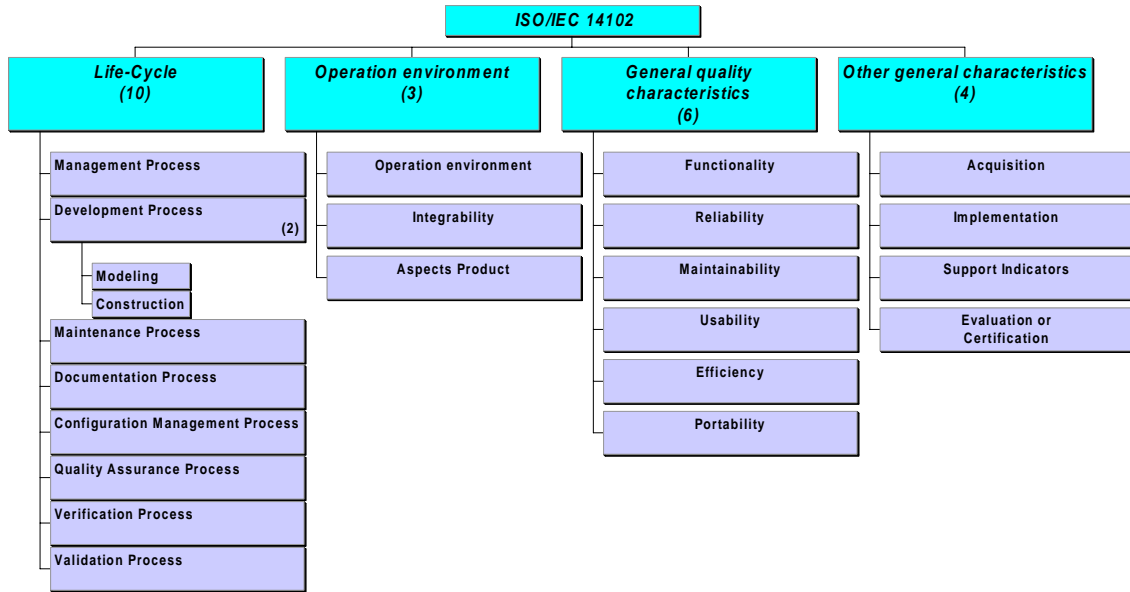 ISO/IEC 14102
Life-Cycle
(10)
Management Process
Development Process
(2)
Modeling
Construction
Maintenance Process
Documentation Process
Configuration Management Process
Quality Assurance Process
Verification Process
Validation Process
Operation environment
(3)
Operation environment
Integrability
Aspects Product
General quality
characteristics
(6)
Functionality
Reliability
Maintainability
Usability
Efficiency
Portability
Other general characteristics
(4)
Acquisition
Implementation
Support Indicators
Evaluation or
Certification